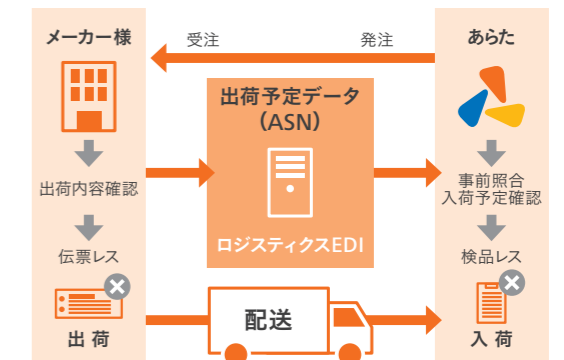 メーカー様
受注
発注
あらた
出荷予定データ
（ASN）
出荷内容確認
事前照合
入荷予定確認
ロジスティクスEDI
伝票レス
検品レス
配送
出荷
入荷